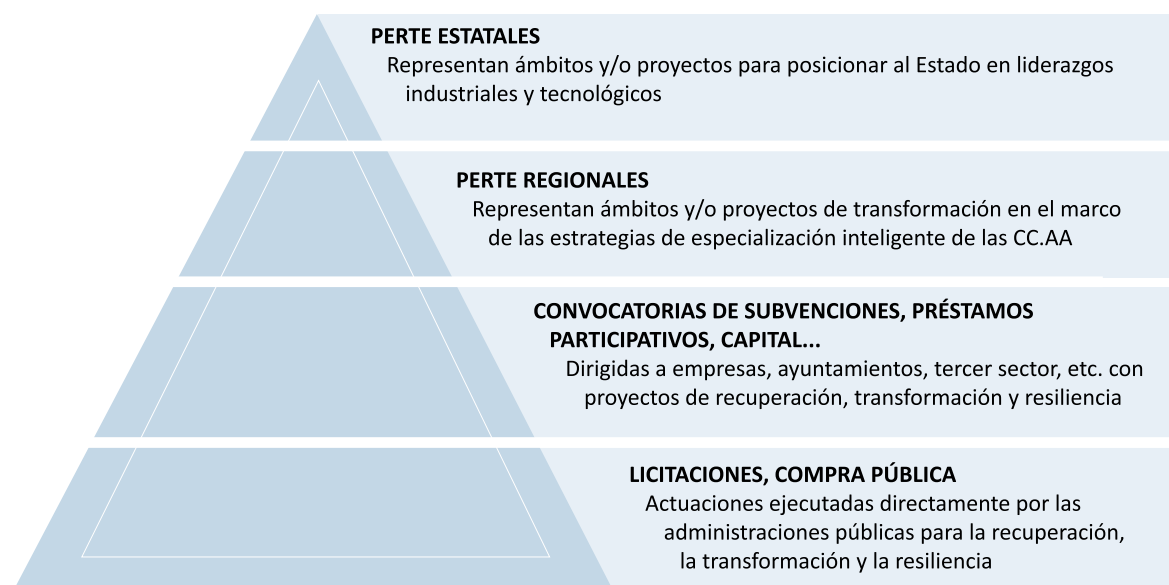 PERTE ESTATALES
Representan ámbitos y/o proyectos para posicionar al Estado en liderazgos
industriales y tecnológicos
PERTE REGIONALES
Representan ámbitos y/o proyectos de transformación en el marco
de las estrategias de especialización inteligente de las CC.AA
CONVOCATORIAS DE SUBVENCIONES, PRÉSTAMOS
PARTICIPATIVOS, CAPITAL...
Dirigidas a empresas, ayuntamientos, tercer sector, etc. con
proyectos de recuperación, transformación y resiliencia
LICITACIONES, COMPRA PÚBLICA
Actuaciones ejecutadas directamente por las
administraciones públicas para la recuperación,
la transformación y la resiliencia